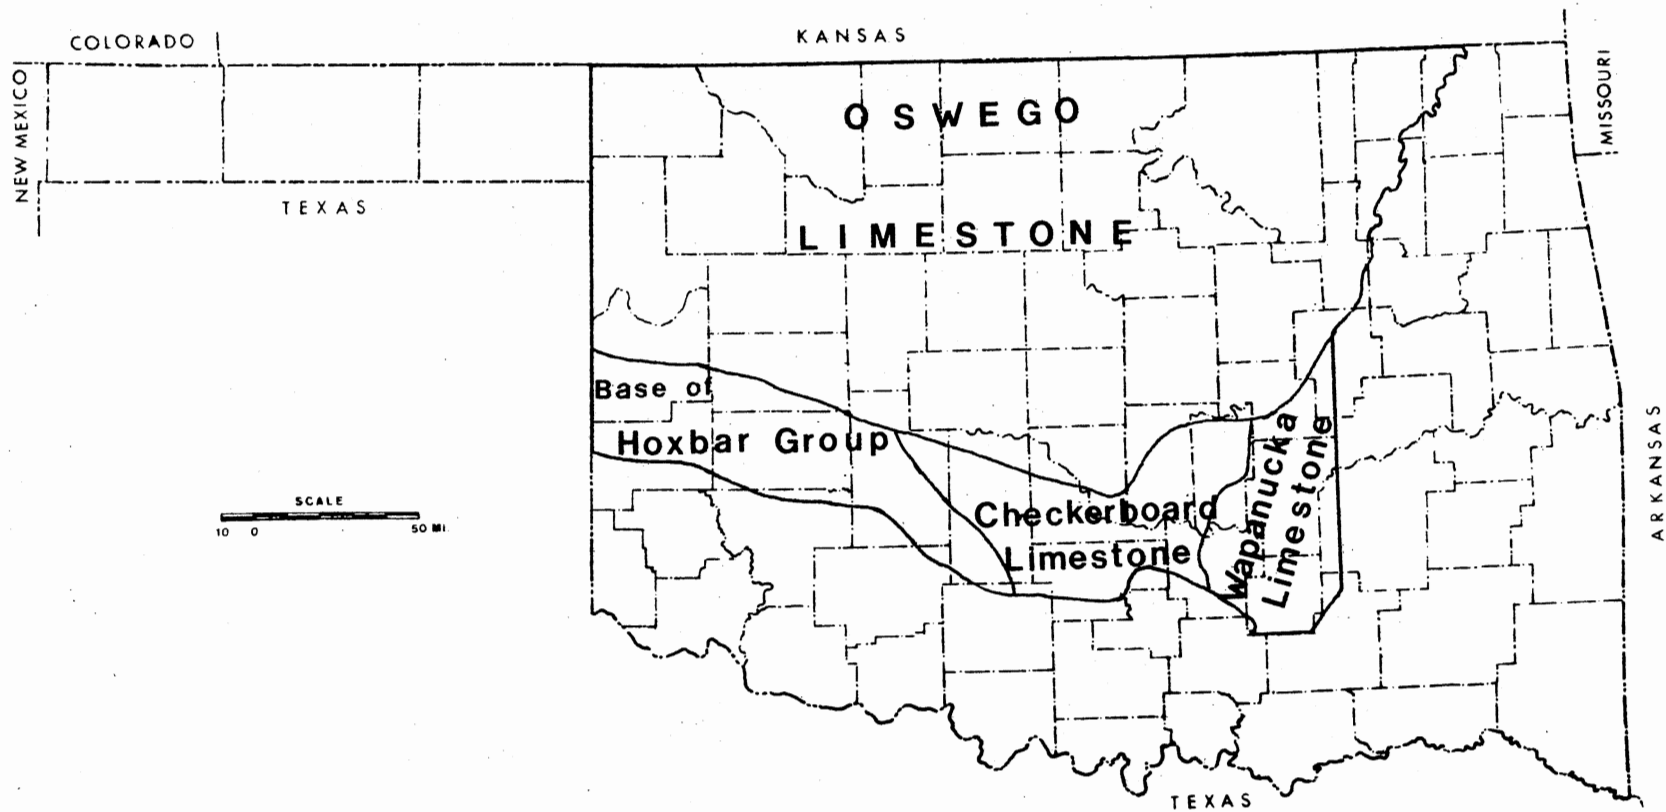 COLORADO
KANSAS
NEW MEXICO
MISSOURI
OSWEGO
TEXAS
LIMESTONE
Base of
Hoxbar Group
SCALE
10 0 50 MI.
Checkerboard
Limestone
Wapanucka
Limestone
ARKANSAS
TEXAS